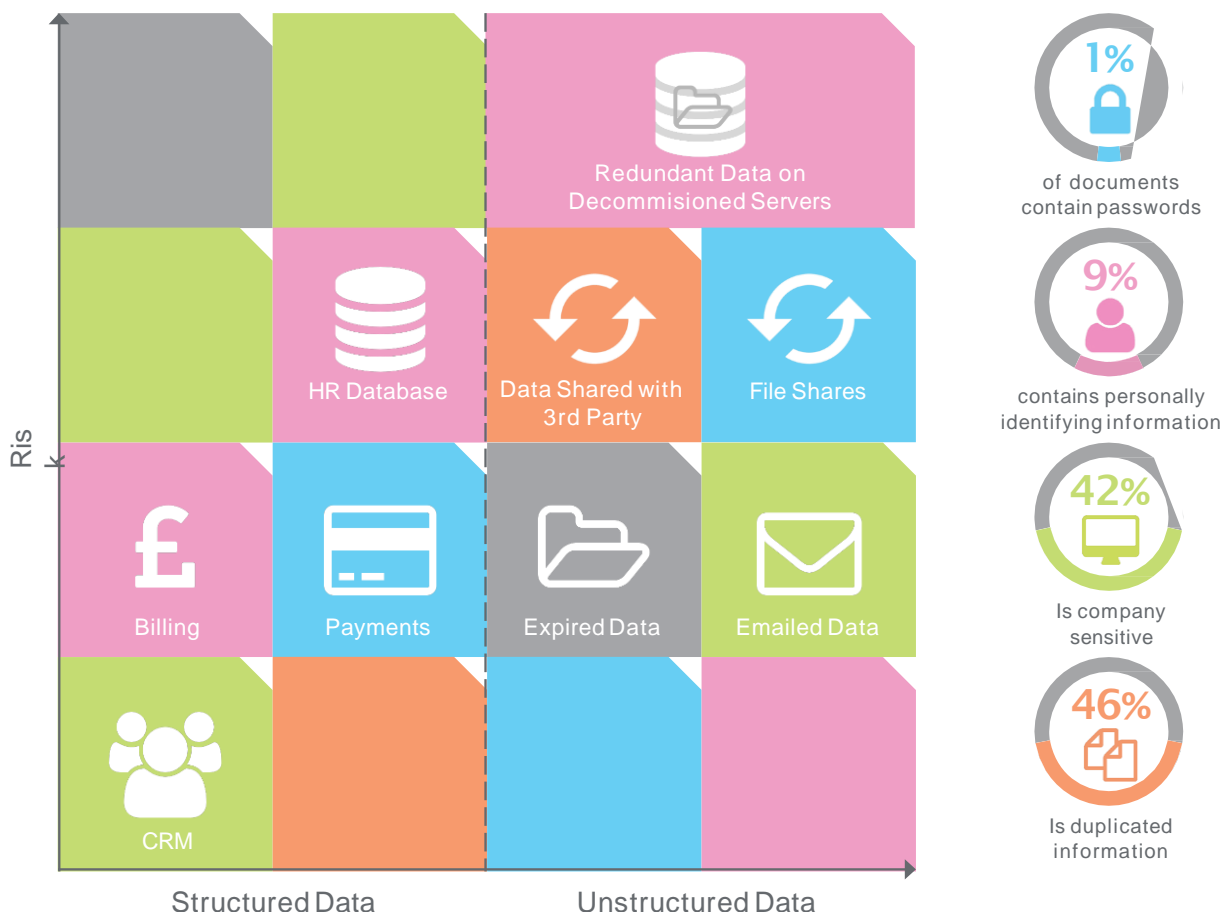 Redundant Data on
Decommisioned Servers
HR Database
Data Shared with
3rd Party
File Shares
Ris
k
£
Billing
Payments
Expired Data
Emailed Data
CRM
Structured Data
Unstructured Data
1%
of documents
contain passwords
9%
contains personally
identifying information
42%
Is company
sensitive
46%
Is duplicated
information